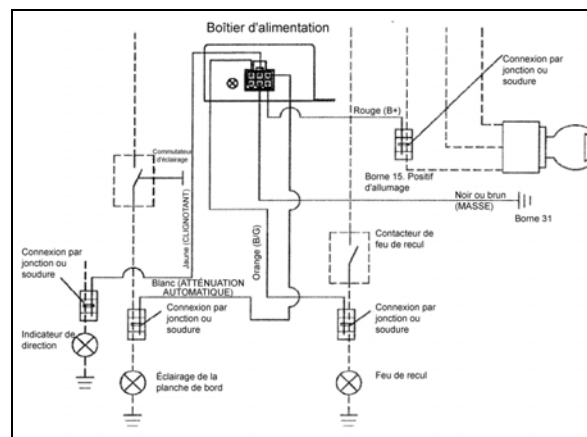 Boîtier d'alimentation
Connexion par
jonction ou
soudure
Rouge (B+)
Commutateur
d'éclairage
Borne 15. Positif
d'allumage
Noir ou brun
(MASSE)
Borne 31
Jaune (CLIGNOTANT)
Orange (B/G)
Contacteur de
feu de recul
Connexion par
jonction ou
soudure
Blanc (ATTÉNUATION
AUTOMATIQUE)
Connexion par
jonction ou
soudure
Connexion par
jonction ou
soudure
Indicateur de
direction
Éclairage de la
planche de bord
Feu de recul